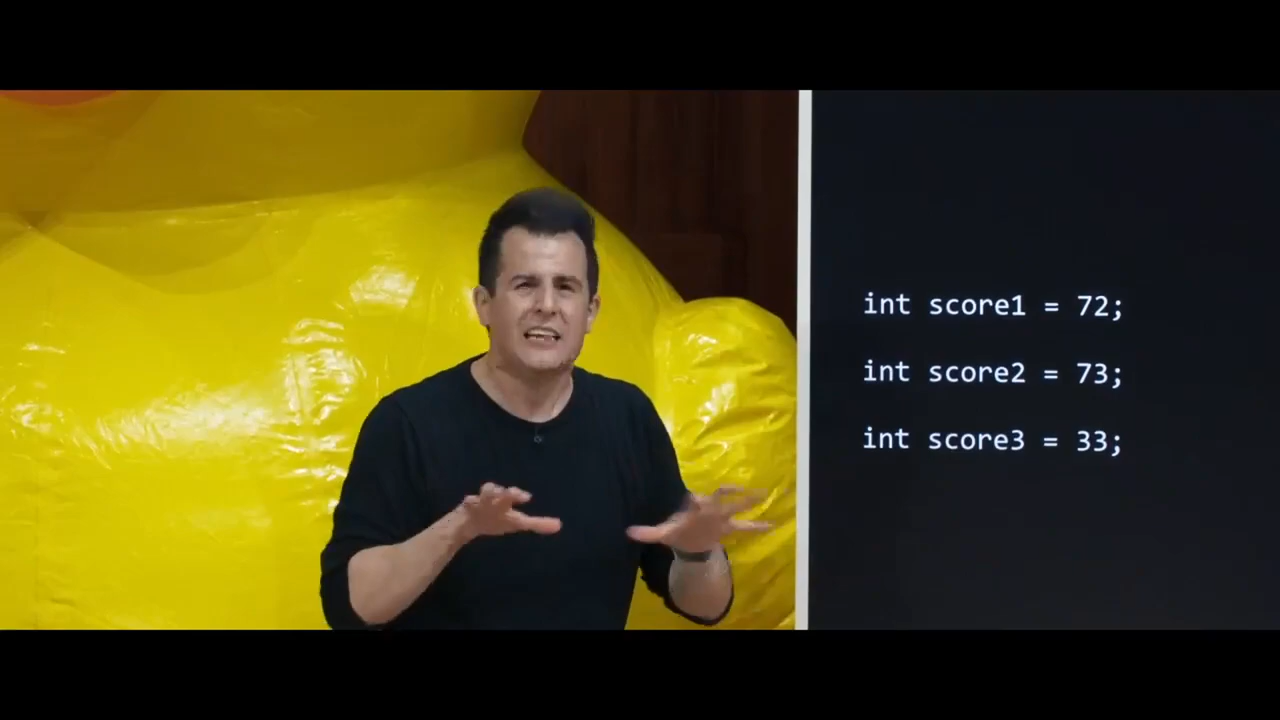 int score1 = 72;
int score2 = 73;
int score3 = 33;